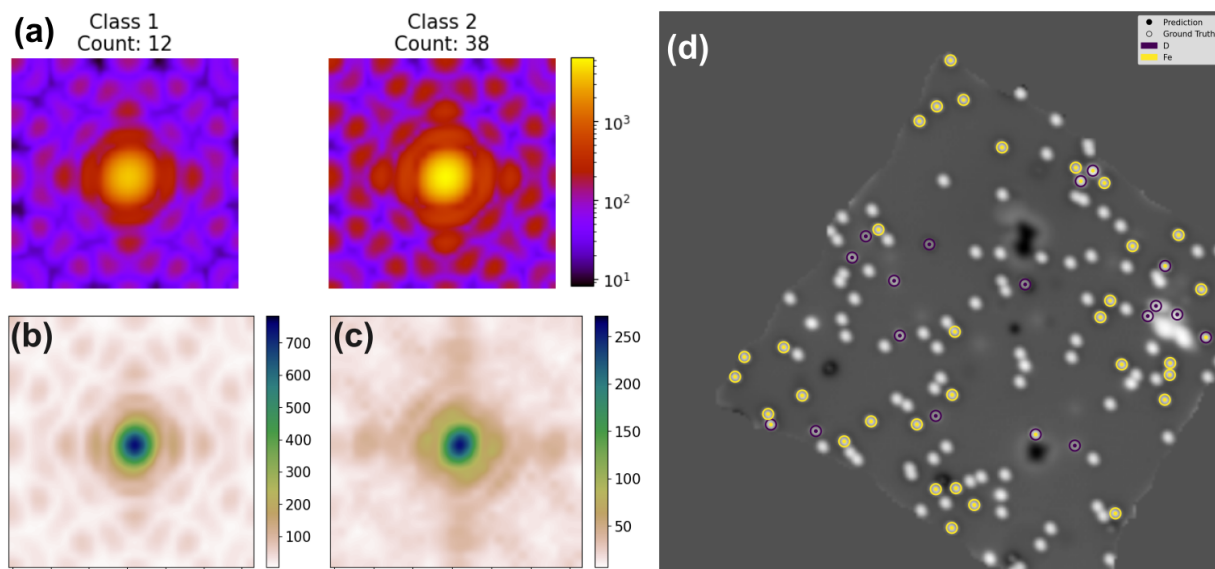 (a)
Class 1
Count: 12
Class 2
Count: 38
10³
10²
10¹
(b)
700
600
500
400
300
200
100
(c)
250
200
150
100
50
(d)
Prediction
Ground Truth
D
Fe